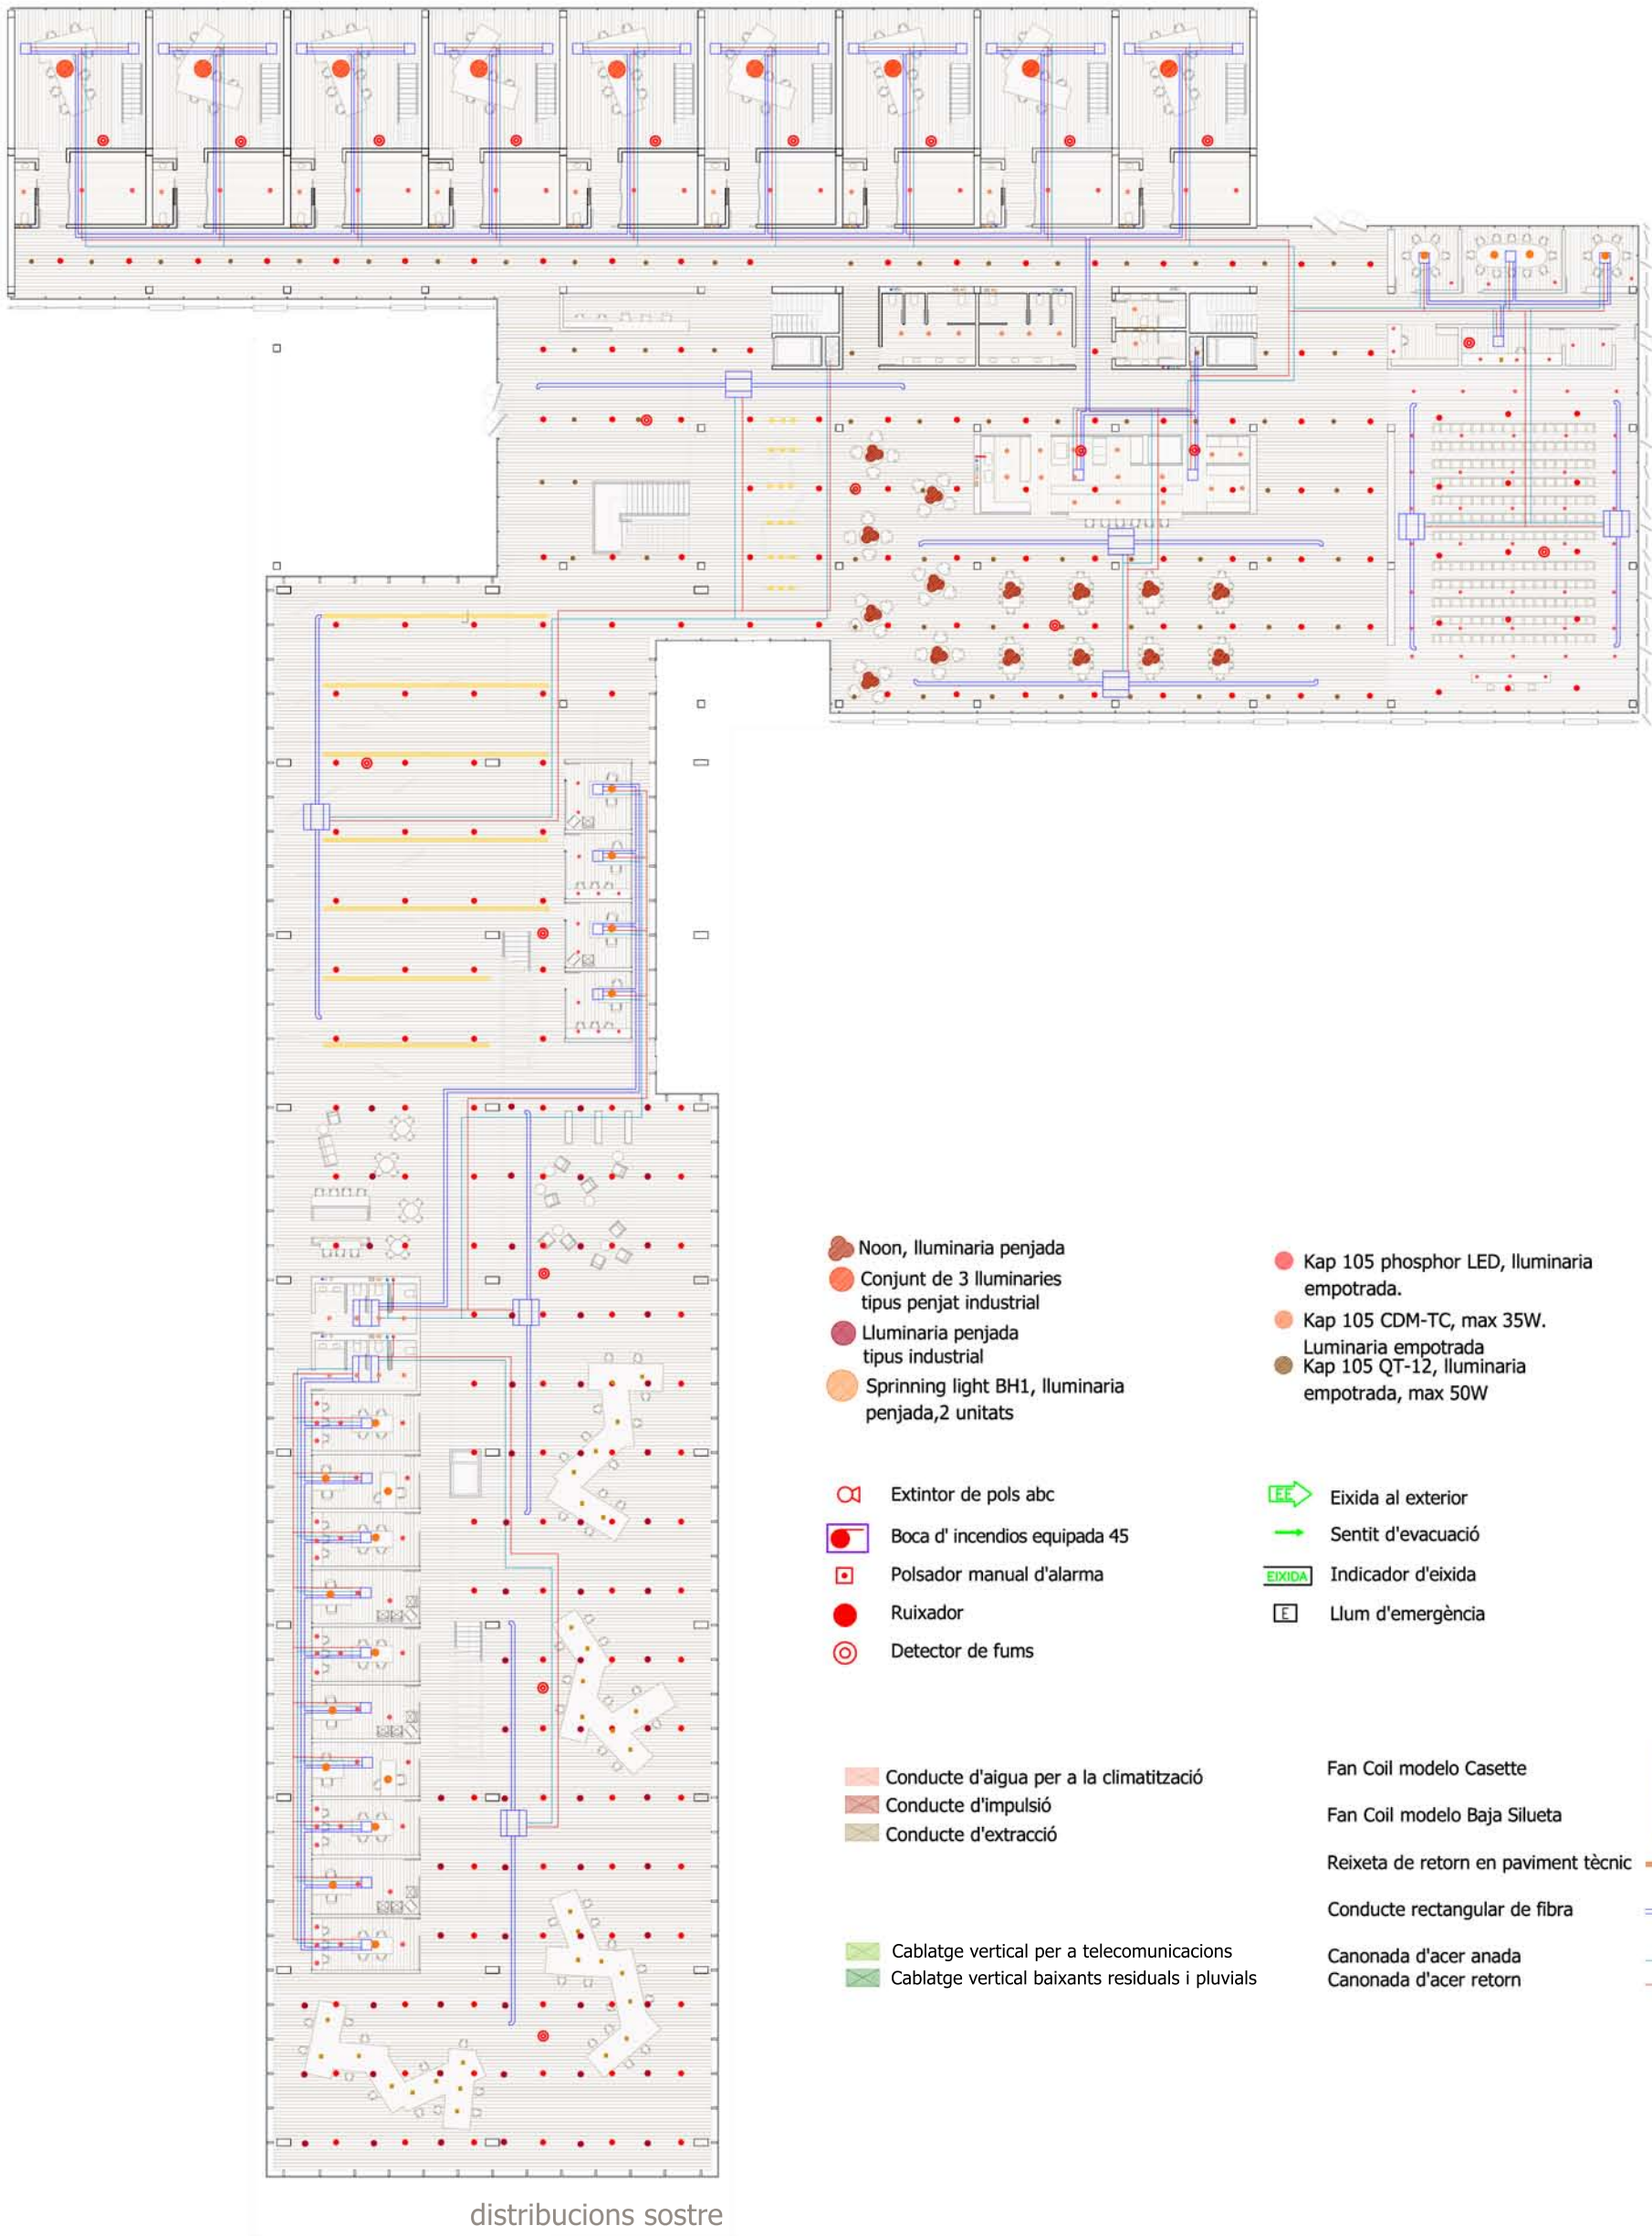 Noon, lluminaria penjada
Conjunt de 3 lluminaries
tipus penjat industrial
Lluminaria penjada
tipus industrial
Sprinning light BH1, lluminaria
penjada,2 unitats
Kap 105 phosphor LED, lluminaria
empotrada.
Kap 105 CDM-TC, max 35W.
Luminaria empotrada
Kap 105 QT-12, lluminaria
empotrada, max 50W
Extintor de pols abc
Boca d' incendios equipada 45
Polsador manual d'alarma
Ruixador
Detector de fums
EE Eixida al exterior
Sentit d'evacuació
EIXIDA Indicador d'eixida
E Llum d'emergència
Conducte d'aigua per a la climatització
Conducte d'impulsió
Conducte d'extracció
Cablatge vertical per a telecomunicacions
Cablatge vertical baixants residuals i pluvials
Fan Coil modelo Casette
Fan Coil modelo Baja Silueta
Reixeta de retorn en paviment tècnic
Conducte rectangular de fibra
Canonada d'acer anada
Canonada d'acer retorn
distribucions sostre